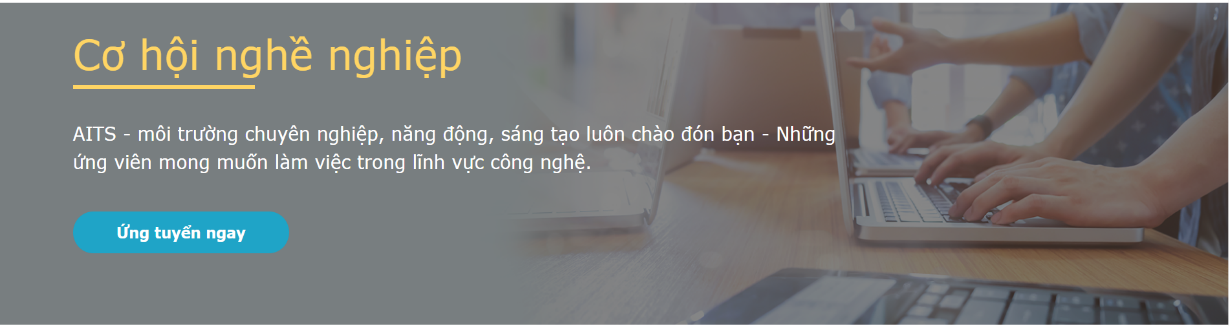 Cơ hội nghề nghiệp
AITS - môi trường chuyên nghiệp, năng động, sáng tạo luôn chào đón bạn - Những
ứng viên mong muốn làm việc trong lĩnh vực công nghệ.
Ứng tuyển ngay